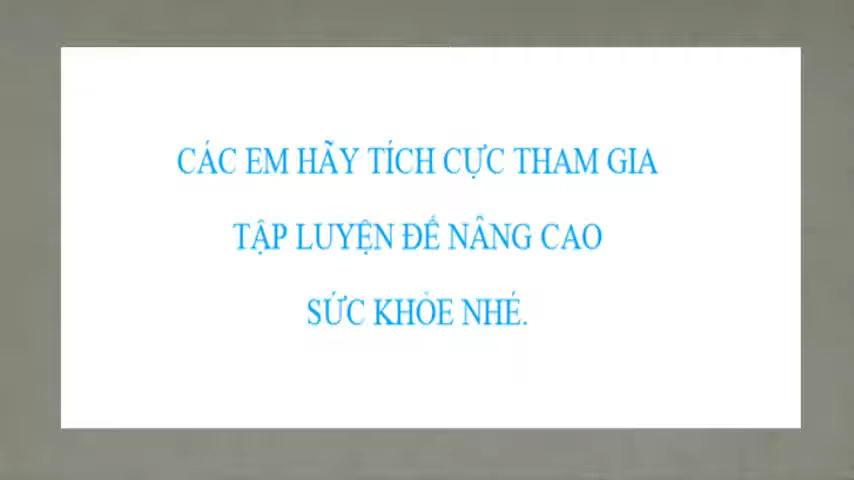 CÁC EM HÃY TÍCH CỰC THAM GIA
TẬP LUYỆN ĐỂ NÂNG CAO
SỨC KHỎE NHÉ.